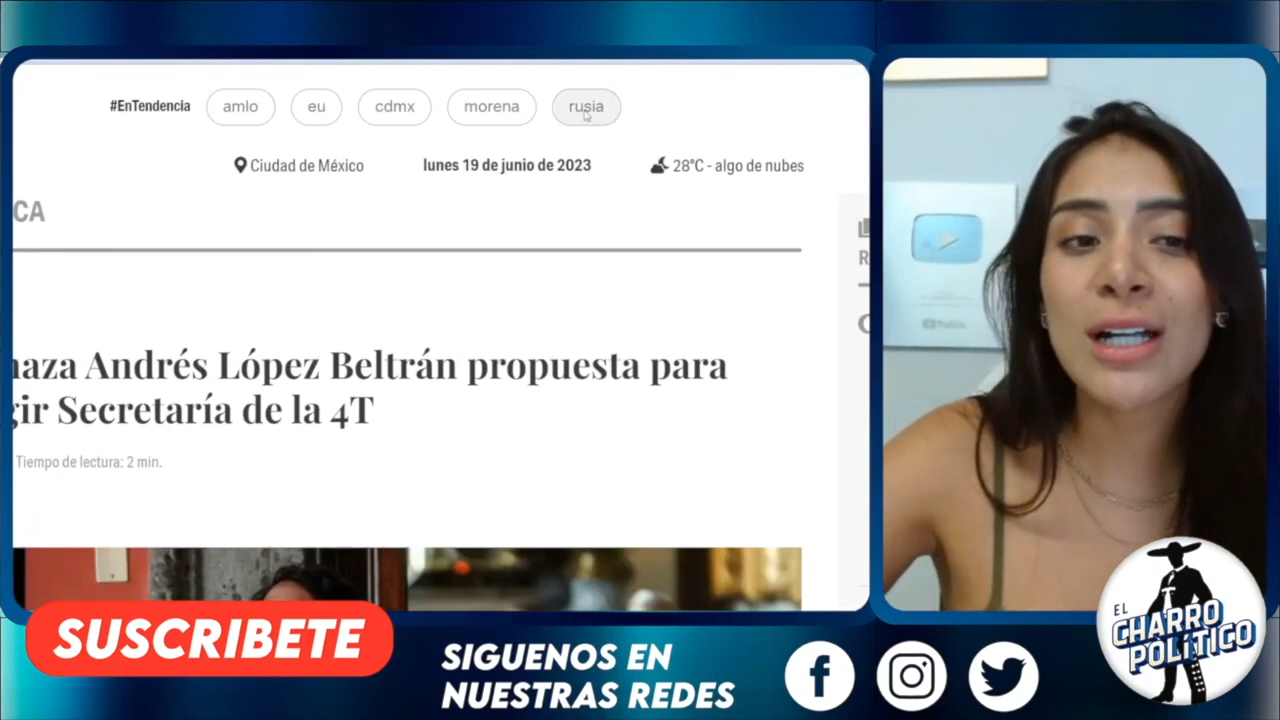 #EnTendencia amlo eu cdmx morena rusia
Ciudad de México lunes 19 de junio de 2023 28°C - algo de nubes
CA
R
naza Andrés López Beltrán propuesta para
gir Secretaría de la 4T
Tiempo de lectura: 2 min.
YouTube
SUSCRIBETE
SIGUENOS EN
NUESTRAS REDES
EL
CHARRO
POLÍTICO